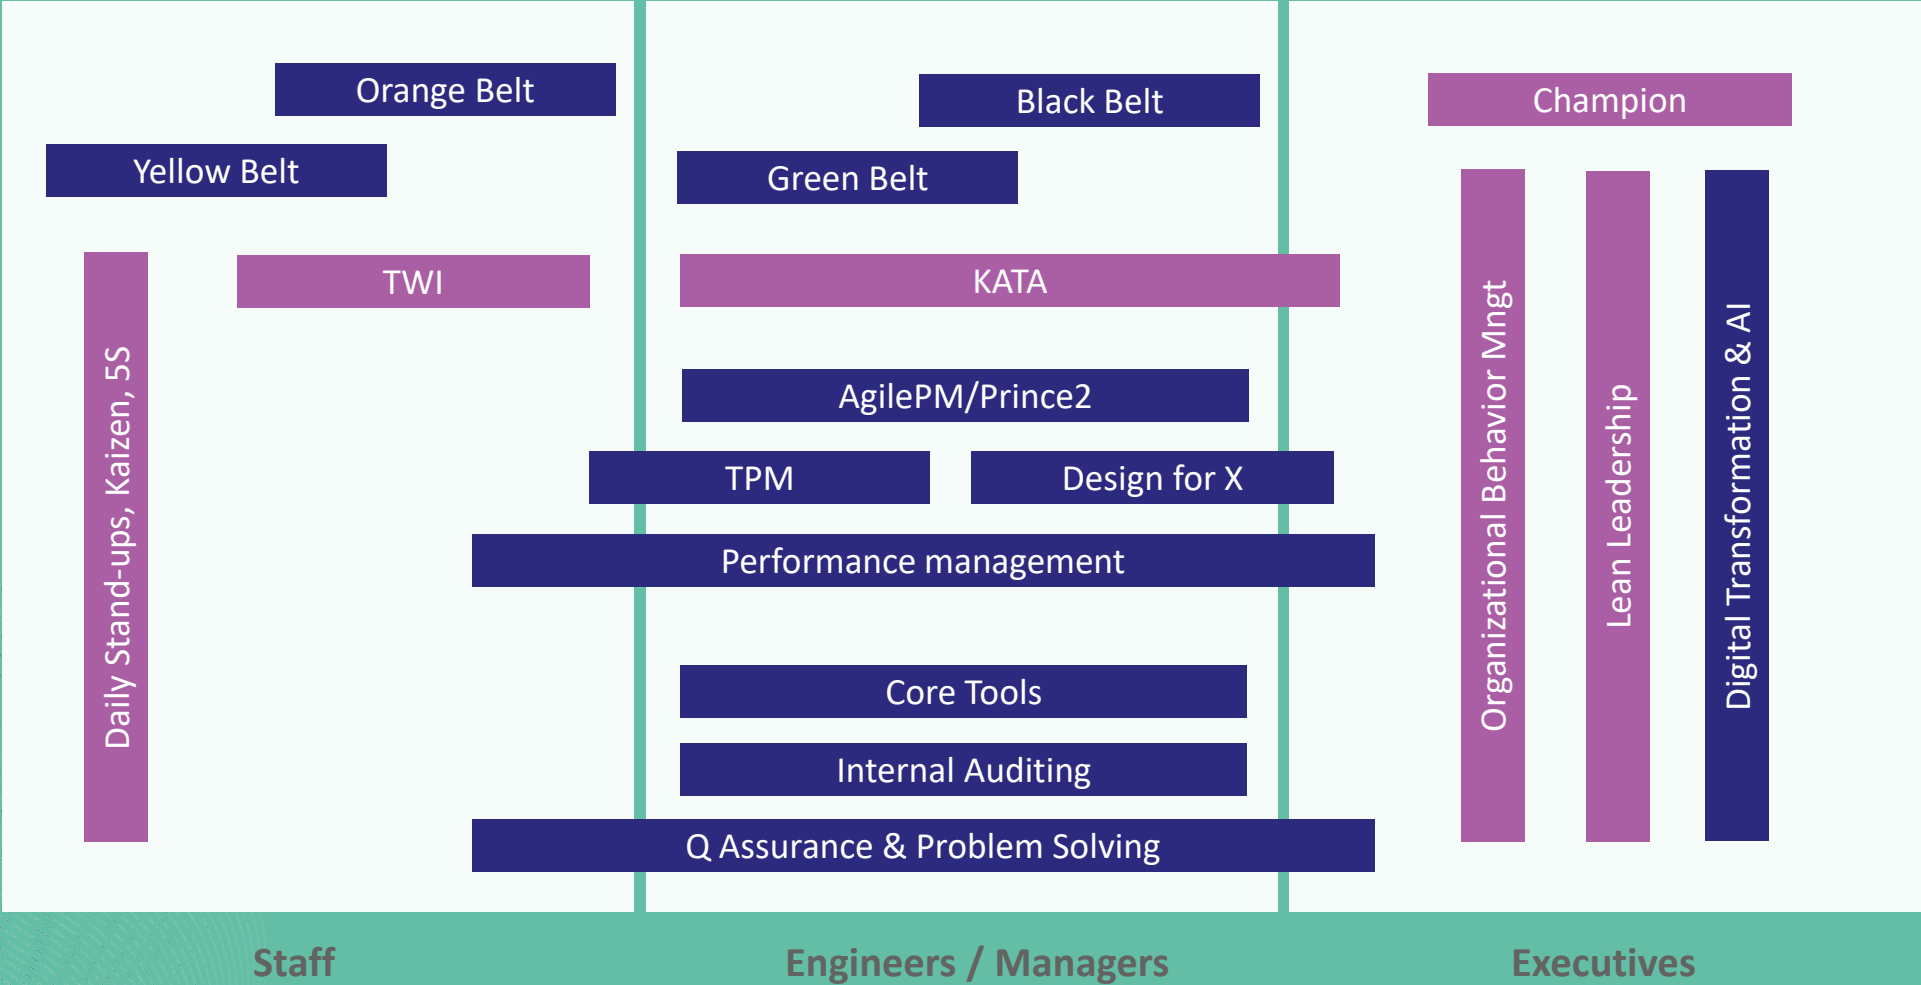 Orange Belt
Black Belt
Champion
Yellow Belt
Green Belt
TWI
KATA
Daily Stand-ups, Kaizen, 5S
AgilePM/Prince2
TPM
Design for X
Performance management
Core Tools
Internal Auditing
Q Assurance & Problem Solving
Organizational Behavior Mngt
Lean Leadership
Digital Transformation & AI
Staff
Engineers / Managers
Executives